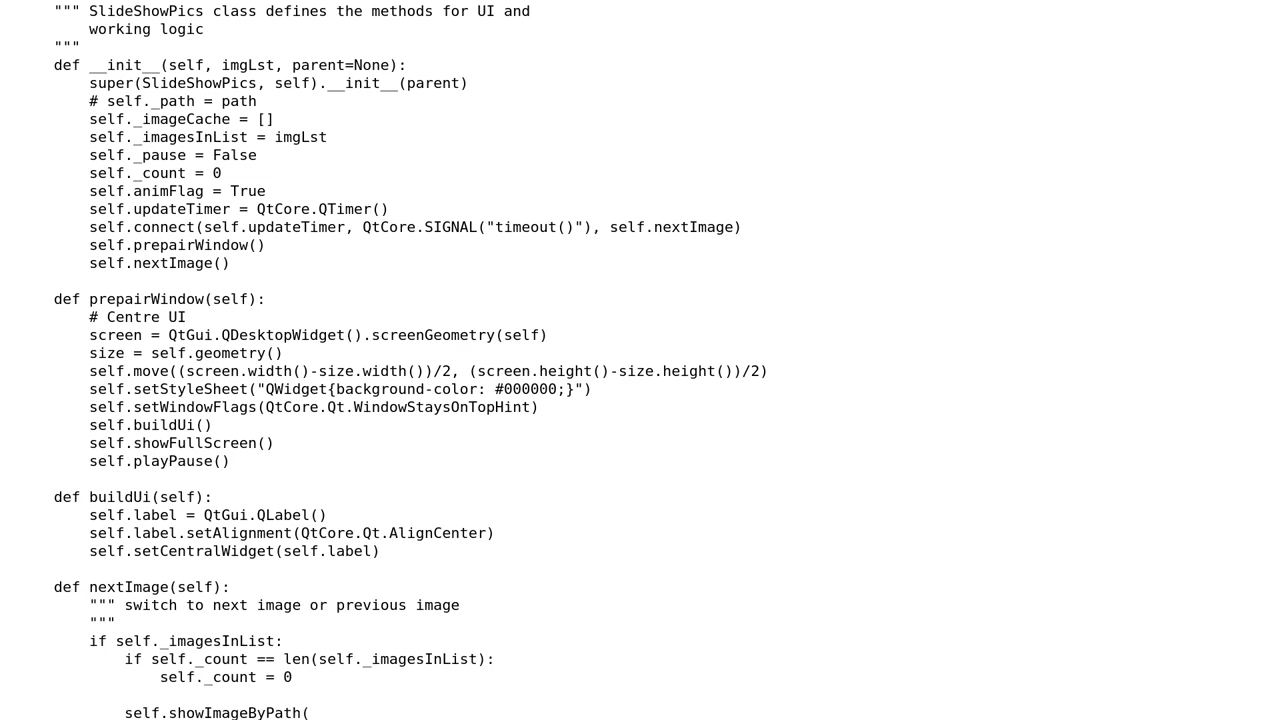 """ SlideShowPics class defines the methods for UI and
    working logic
"""
def __init__(self, imgLst, parent=None):
    super(SlideShowPics, self).__init__(parent)
    # self._path = path
    self._imageCache = []
    self._imagesInList = imgLst
    self._pause = False
    self._count = 0
    self.animFlag = True
    self.updateTimer = QtCore.QTimer()
    self.connect(self.updateTimer, QtCore.SIGNAL("timeout()"), self.nextImage)
    self.prepairWindow()
    self.nextImage()

def prepairWindow(self):
    # Centre UI
    screen = QtGui.QDesktopWidget().screenGeometry(self)
    size = self.geometry()
    self.move((screen.width()-size.width())/2, (screen.height()-size.height())/2)
    self.setStyleSheet("QWidget{background-color: #000000;}")
    self.setWindowFlags(QtCore.Qt.WindowStaysOnTopHint)
    self.buildUi()
    self.showFullScreen()
    self.playPause()

def buildUi(self):
    self.label = QtGui.QLabel()
    self.label.setAlignment(QtCore.Qt.AlignCenter)
    self.setCentralWidget(self.label)

def nextImage(self):
    """ switch to next image or previous image
    """
    if self._imagesInList:
        if self._count == len(self._imagesInList):
            self._count = 0

        self.showImageByPath(